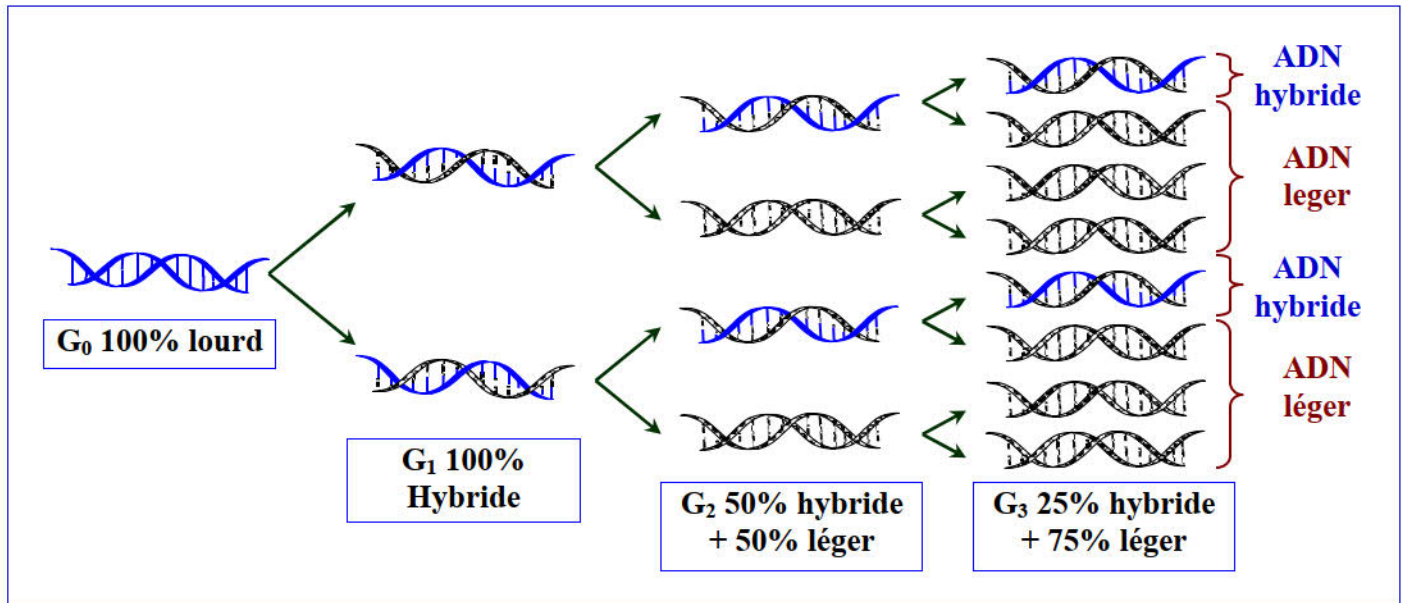 G₀ 100% lourd
G₁ 100%
Hybride
G₂ 50% hybride
+ 50% léger
G₃ 25% hybride
+ 75% léger
ADN
hybride
ADN
leger
ADN
hybride
ADN
léger